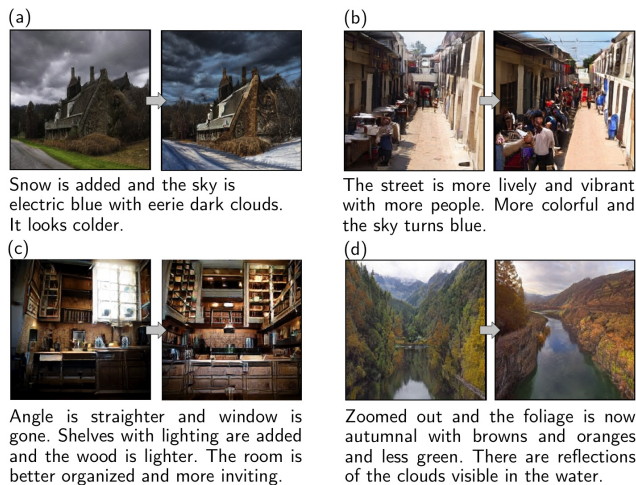 (a)
Snow is added and the sky is
electric blue with eerie dark clouds.
It looks colder.
(b)
The street is more lively and vibrant
with more people. More colorful and
the sky turns blue.
(c)
Angle is straighter and window is
gone. Shelves with lighting are added
and the wood is lighter. The room is
better organized and more inviting.
(d)
Zoomed out and the foliage is now
autumnal with browns and oranges
and less green. There are reflections
of the clouds visible in the water.